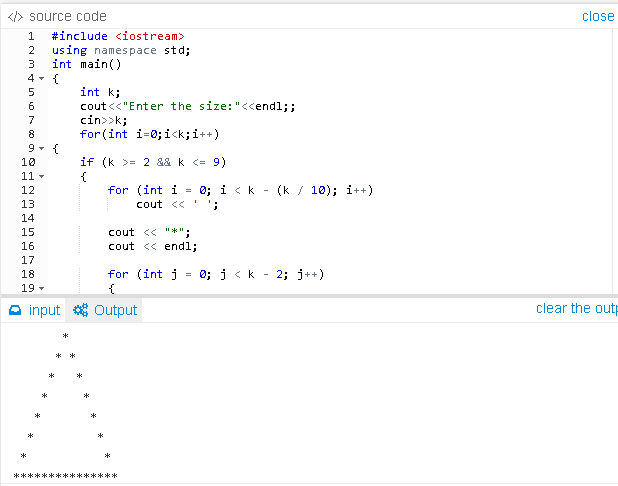 </> source code close
1 #include <iostream>
2 using namespace std;
3 int main()
4 {
5     int k;
6     cout<<"Enter the size:"<<endl;;
7     cin>>k;
8     for(int i=0;i<k;i++)
9 {
10     if (k >= 2 && k <= 9)
11     {
12         for (int i = 0; i < k - (k / 10); i++)
13             cout << ' ';
14
15         cout << "*";
16         cout << endl;
17
18         for (int j = 0; j < k - 2; j++)
19         {
input Output clear the outp
       *
      * *
     *   *
    *     *
   *       *
  *         *
 *           *
***************